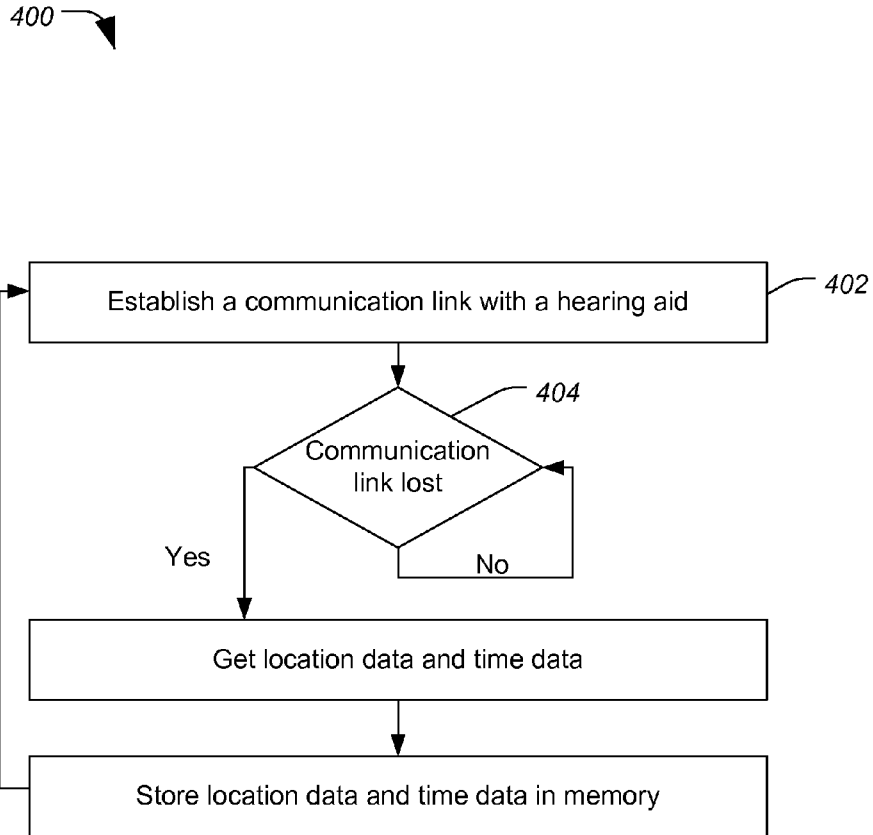 400
Establish a communication link with a hearing aid
402
404
Communication
link lost
Yes
No
Get location data and time data
Store location data and time data in memory